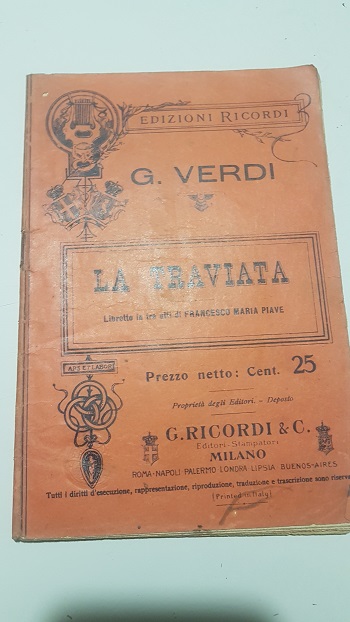 EDIZIONI RICORDI
G. VERDI
LA TRAVIATA
Libretto in tre atti di FRANCESCO MARIA PIAVE
ARS ET LABOR
Prezzo netto: Cent. 25
Proprietà degli Editori. - Deposto
G. RICORDI & C.
Editori-Stampatori
MILANO
ROMA-NAPOLI PALERMO LONDRA-LIPSIA BUENOS-AIRES
Tutti i diritti d'esecuzione, rappresentazione, riproduzione, traduzione e trascrizione sono riserva
(Printed in Italy)